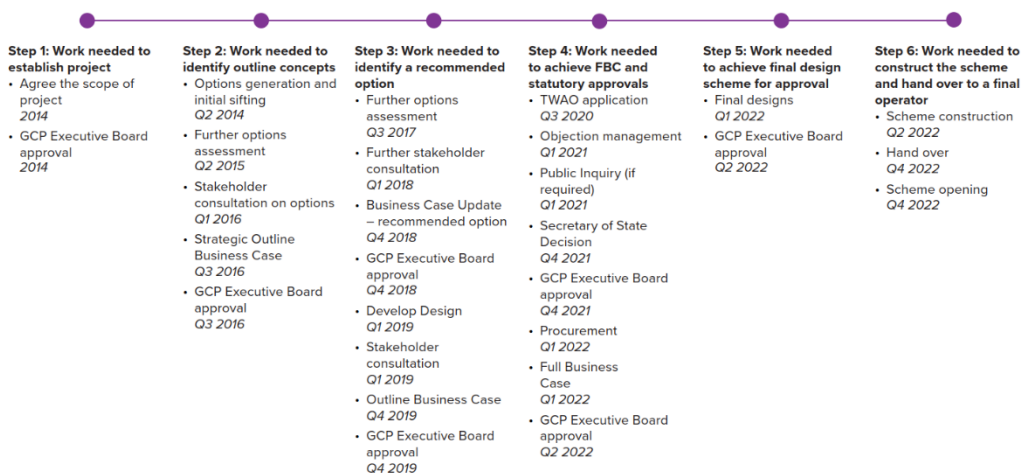 Step 1: Work needed to
establish project
• Agree the scope of
project
2014
• GCP Executive Board
approval
2014
Step 2: Work needed to
identify outline concepts
• Options generation and
initial sifting
Q2 2014
• Further options
assessment
Q2 2015
• Stakeholder
consultation on options
Q1 2016
• Strategic Outline
Business Case
Q3 2016
• GCP Executive Board
approval
Q3 2016
Step 3: Work needed to
identify a recommended
option
• Further options
assessment
Q3 2017
• Further stakeholder
consultation
Q1 2018
• Business Case Update
– recommended option
Q4 2018
• GCP Executive Board
approval
Q4 2018
• Develop Design
Q1 2019
• Stakeholder
consultation
Q1 2019
• Outline Business Case
Q4 2019
• GCP Executive Board
approval
Q4 2019
Step 4: Work needed
to achieve FBC and
statutory approvals
• TWAO application
Q3 2020
• Objection management
Q1 2021
• Public Inquiry (if
required)
Q1 2021
• Secretary of State
Decision
Q4 2021
• GCP Executive Board
approval
Q4 2021
• Procurement
Q1 2022
• Full Business
Case
Q1 2022
• GCP Executive Board
approval
Q2 2022
Step 5: Work needed
to achieve final design
scheme for approval
• Final designs
Q1 2022
• GCP Executive Board
approval
Q2 2022
Step 6: Work needed to
construct the scheme
and hand over to a final
operator
• Scheme construction
Q2 2022
• Hand over
Q4 2022
• Scheme opening
Q4 2022